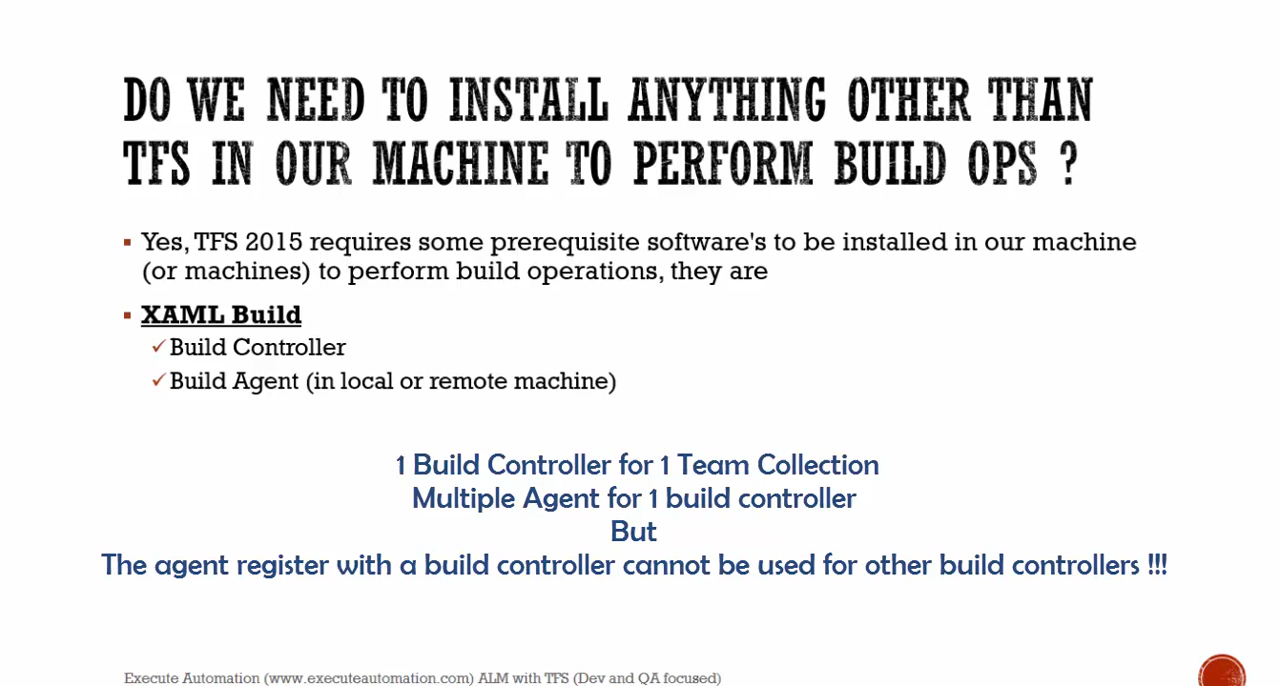 DO WE NEED TO INSTALL ANYTHING OTHER THAN
TFS IN OUR MACHINE TO PERFORM BUILD OPS ?
▪ Yes, TFS 2015 requires some prerequisite software's to be installed in our machine
(or machines) to perform build operations, they are
▪ XAML Build
✓Build Controller
✓Build Agent (in local or remote machine)
1 Build Controller for 1 Team Collection
Multiple Agent for 1 build controller
But
The agent register with a build controller cannot be used for other build controllers !!!
Execute Automation (www.executeautomation.com) ALM with TFS (Dev and QA focused)